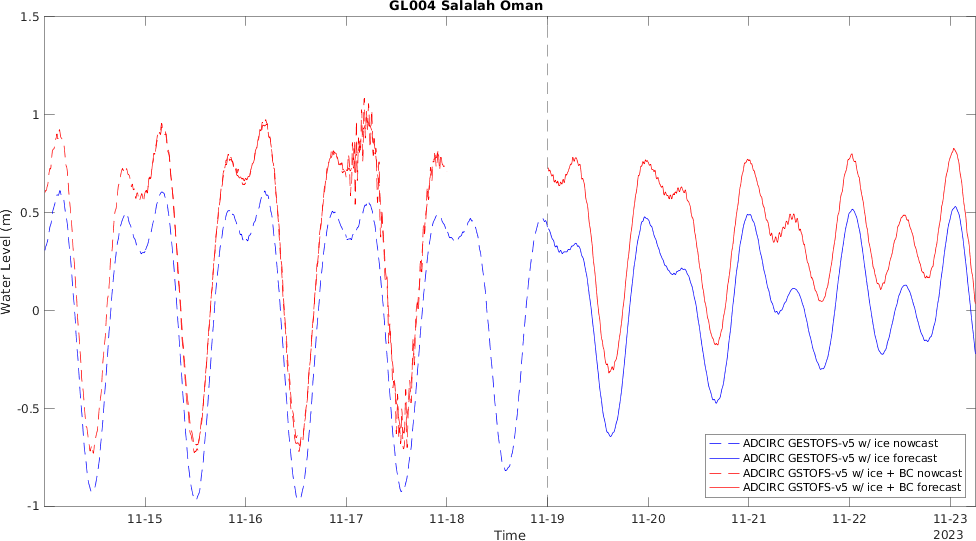 GL004 Salalah Oman
1.5
1
0.5
0
-0.5
-1
Water Level (m)
11-15 11-16 11-17 11-18 11-19 11-20 11-21 11-22 11-23
Time
2023
ADCIRC GESTOFS-v5 w/ ice nowcast
ADCIRC GESTOFS-v5 w/ ice forecast
ADCIRC GSTOFS-v5 w/ ice + BC nowcast
ADCIRC GSTOFS-v5 w/ ice + BC forecast